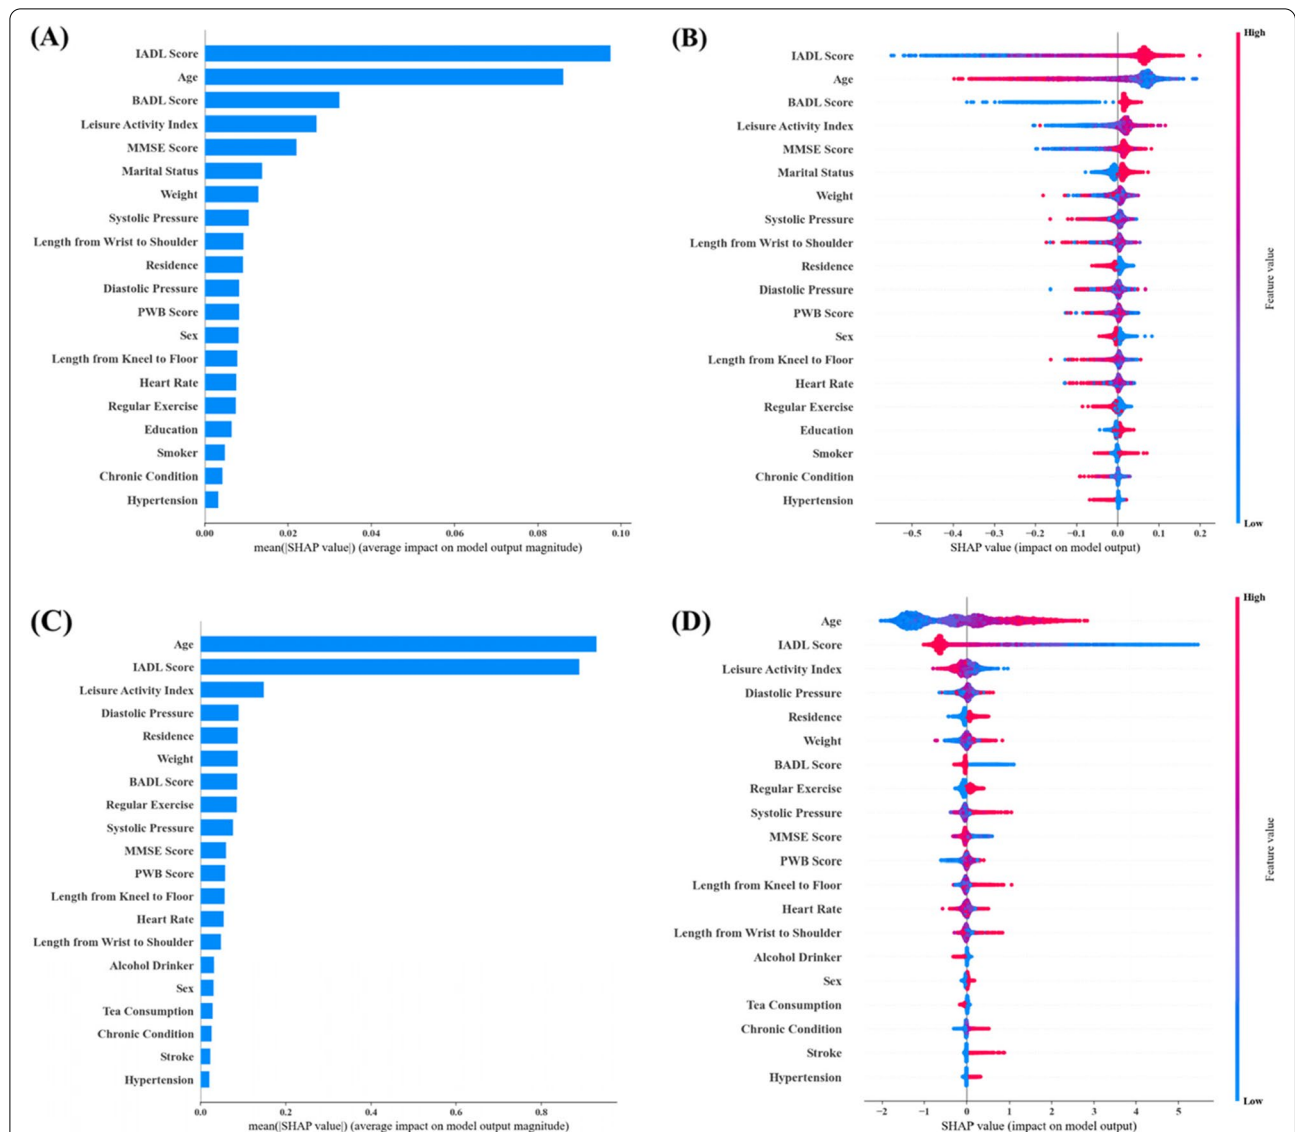 (A)
IADL Score
Age
BADL Score
Leisure Activity Index
MMSE Score
Marital Status
Weight
Systolic Pressure
Length from Wrist to Shoulder
Residence
Diastolic Pressure
PWB Score
Sex
Length from Kneel to Floor
Heart Rate
Regular Exercise
Education
Smoker
Chronic Condition
Hypertension
0.00 0.02 0.04 0.06 0.08 0.10
mean(|SHAP value|) (average impact on model output magnitude)
(B)
IADL Score
Age
BADL Score
Leisure Activity Index
MMSE Score
Marital Status
Weight
Systolic Pressure
Length from Wrist to Shoulder
Residence
Diastolic Pressure
PWB Score
Sex
Length from Kneel to Floor
Heart Rate
Regular Exercise
Education
Smoker
Chronic Condition
Hypertension
−0.5 −0.4 −0.3 −0.2 −0.1 0.0 0.1 0.2
SHAP value (impact on model output)
High
Feature value
Low
(C)
Age
IADL Score
Leisure Activity Index
Diastolic Pressure
Residence
Weight
BADL Score
Regular Exercise
Systolic Pressure
MMSE Score
PWB Score
Length from Kneel to Floor
Heart Rate
Length from Wrist to Shoulder
Alcohol Drinker
Sex
Tea Consumption
Chronic Condition
Stroke
Hypertension
0.0 0.2 0.4 0.6 0.8
mean(|SHAP value|) (average impact on model output magnitude)
(D)
Age
IADL Score
Leisure Activity Index
Diastolic Pressure
Residence
Weight
BADL Score
Regular Exercise
Systolic Pressure
MMSE Score
PWB Score
Length from Kneel to Floor
Heart Rate
Length from Wrist to Shoulder
Alcohol Drinker
Sex
Tea Consumption
Chronic Condition
Stroke
Hypertension
−2 −1 0 1 2 3 4 5
SHAP value (impact on model output)
High
Feature value
Low